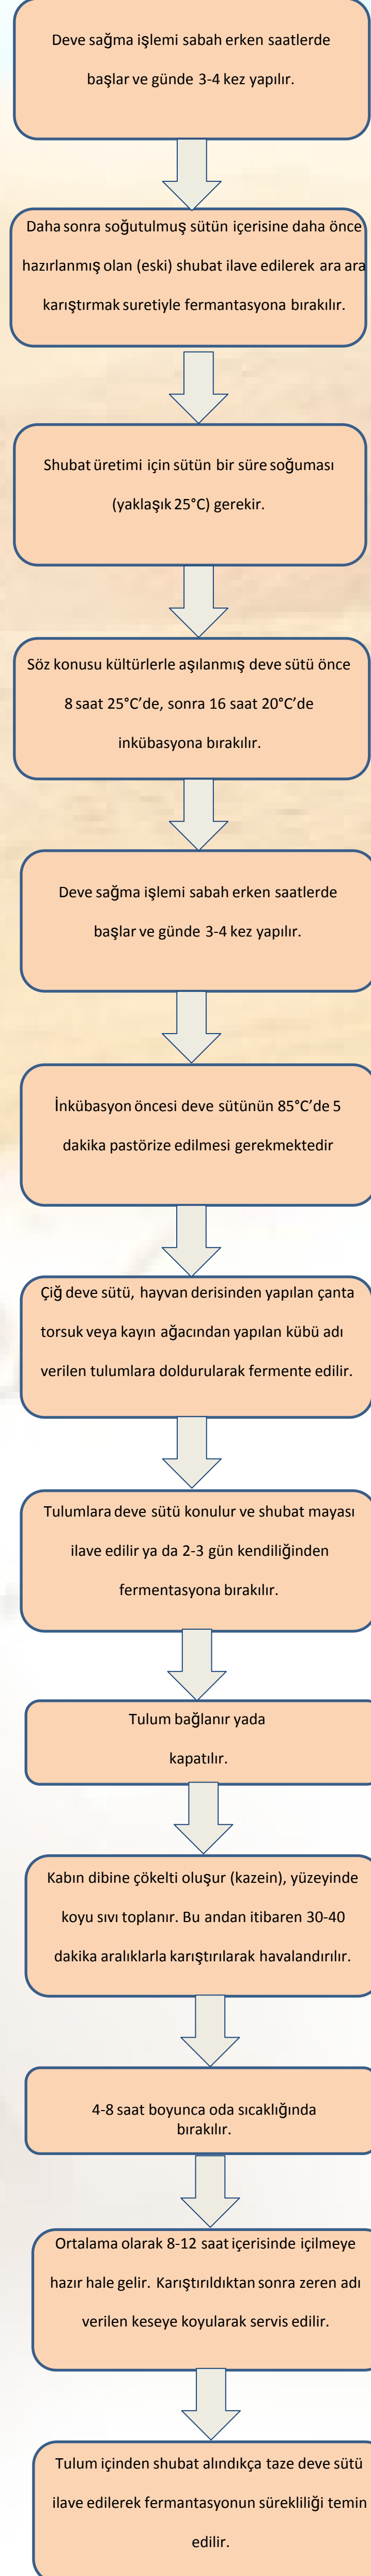 Deve sağma işlemi sabah erken saatlerde
başlar ve günde 3-4 kez yapılır.
Daha sonra soğutulmuş sütün içerisine daha önce
hazırlanmış olan (eski) shubat ilave edilerek ara ara
karıştırmak suretiyle fermantasyona bırakılır.
Shubat üretimi için sütün bir süre soğuması
(yaklaşık 25°C) gerekir.
Söz konusu kültürlerle aşılanmış deve sütü önce
8 saat 25°C’de, sonra 16 saat 20°C’de
inkübasyona bırakılır.
Deve sağma işlemi sabah erken saatlerde
başlar ve günde 3-4 kez yapılır.
İnkübasyon öncesi deve sütünün 85°C’de 5
dakika pastörize edilmesi gerekmektedir
Çiğ deve sütü, hayvan derisinden yapılan çanta
torsuk veya kayın ağacından yapılan kübü adı
verilen tulumlara doldurularak fermente edilir.
Tulumlara deve sütü konulur ve shubat mayası
ilave edilir ya da 2-3 gün kendiliğinden
fermentasyona bırakılır.
Tulum bağlanır yada
kapatılır.
Kabın dibine çökelti oluşur (kazein), yüzeyinde
koyu sıvı toplanır. Bu andan itibaren 30-40
dakika aralıklarla karıştırılarak havalandırılır.
4-8 saat boyunca oda sıcaklığında
bırakılır.
Ortalama olarak 8-12 saat içerisinde içilmeye
hazır hale gelir. Karıştırıldıktan sonra zeren adı
verilen keseye koyularak servis edilir.
Tulum içinden shubat alındıkça taze deve sütü
ilave edilerek fermantasyonun sürekliliği temin
edilir.